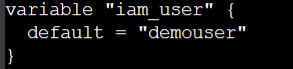 variable "iam_user" {
  default = "demouser"
}